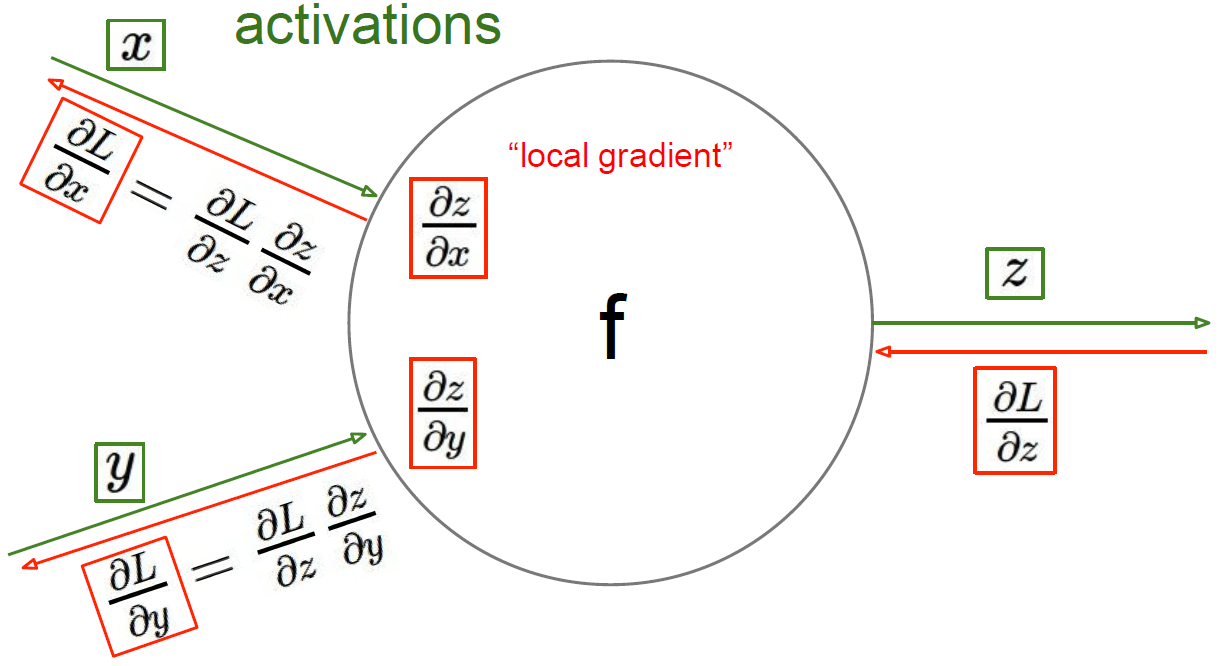 activations
x
∂L/∂x = ∂L/∂z ∂z/∂x
“local gradient”
∂z/∂x
f
z
∂L/∂z
∂z/∂y
y
∂L/∂y = ∂L/∂z ∂z/∂y